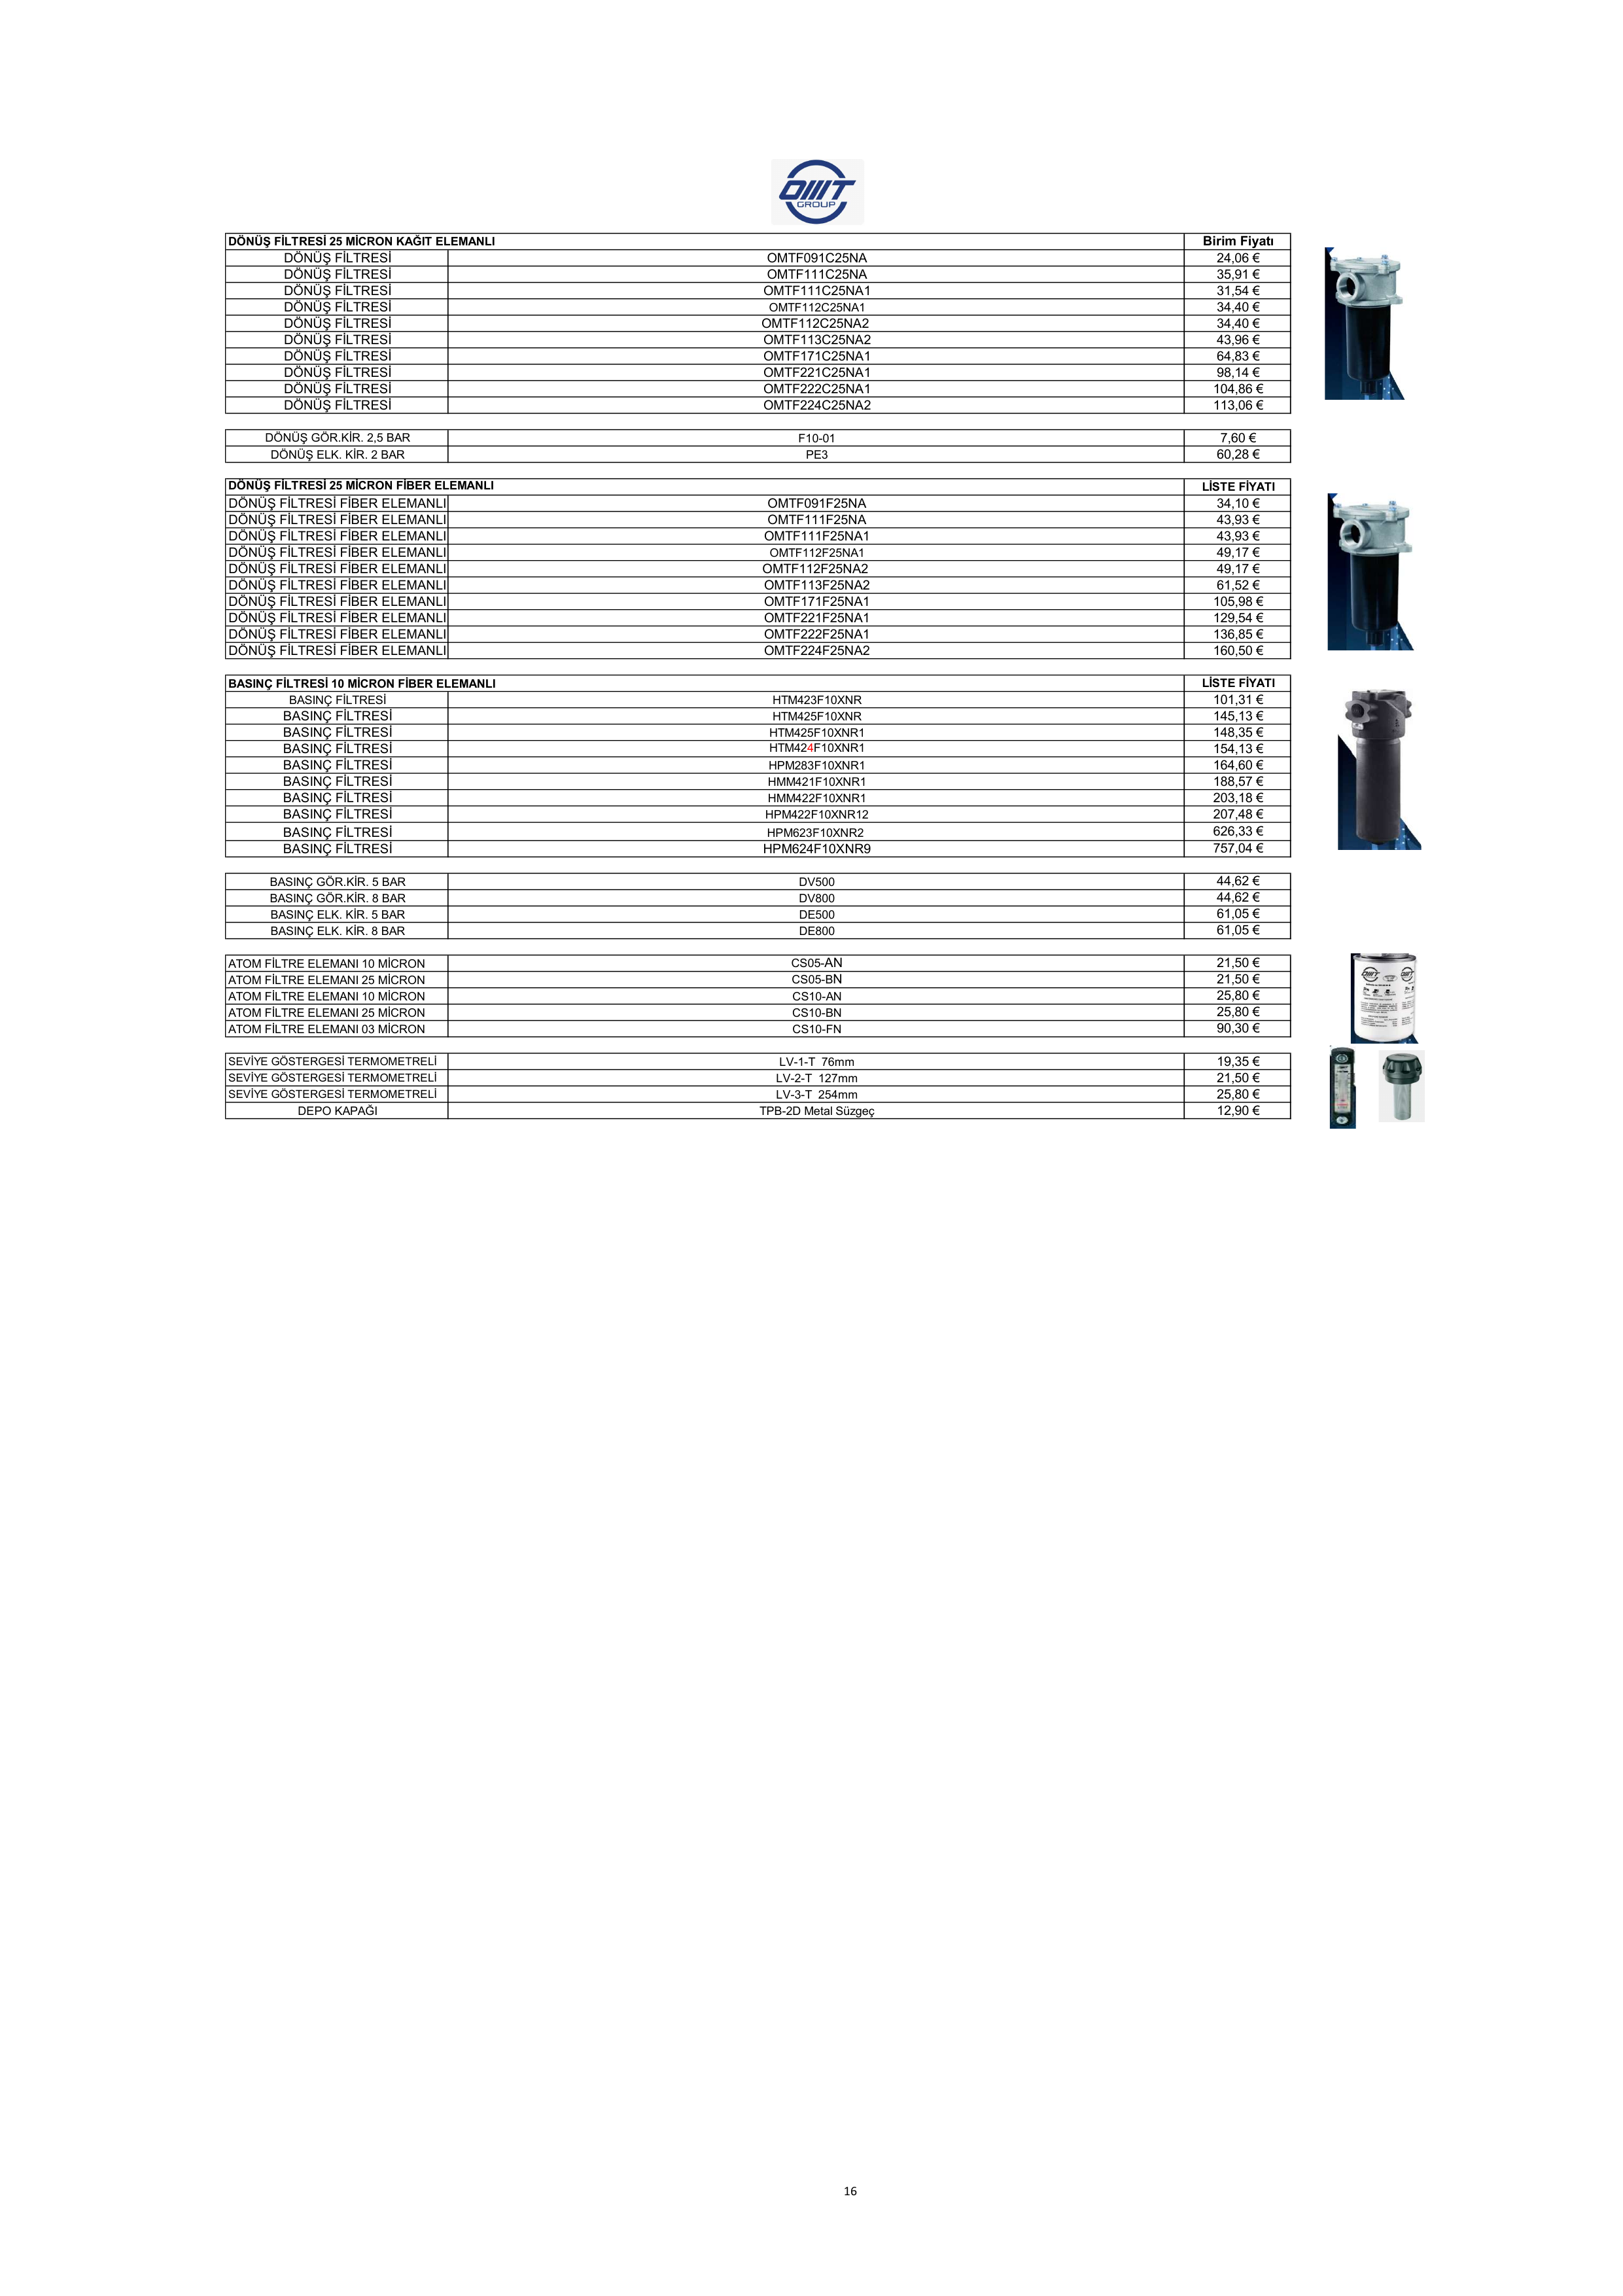 OMT
GROUP
DÖNÜŞ FİLTRESİ 25 MİCRON KAĞIT ELEMANLI Birim Fiyatı
DÖNÜŞ FİLTRESİ OMTF091C25NA 24,06 €
DÖNÜŞ FİLTRESİ OMTF111C25NA 35,91 €
DÖNÜŞ FİLTRESİ OMTF111C25NA1 31,54 €
DÖNÜŞ FİLTRESİ OMTF112C25NA1 34,40 €
DÖNÜŞ FİLTRESİ OMTF112C25NA2 34,40 €
DÖNÜŞ FİLTRESİ OMTF113C25NA2 43,96 €
DÖNÜŞ FİLTRESİ OMTF171C25NA1 64,83 €
DÖNÜŞ FİLTRESİ OMTF221C25NA1 98,14 €
DÖNÜŞ FİLTRESİ OMTF222C25NA1 104,86 €
DÖNÜŞ FİLTRESİ OMTF224C25NA2 113,06 €
DÖNÜŞ GÖR.KİR. 2,5 BAR F10-01 7,60 €
DÖNÜŞ ELK. KİR. 2 BAR PE3 60,28 €
DÖNÜŞ FİLTRESİ 25 MİCRON FİBER ELEMANLI LİSTE FİYATI
DÖNÜŞ FİLTRESİ FİBER ELEMANLI OMTF091F25NA 34,10 €
DÖNÜŞ FİLTRESİ FİBER ELEMANLI OMTF111F25NA 43,93 €
DÖNÜŞ FİLTRESİ FİBER ELEMANLI OMTF111F25NA1 43,93 €
DÖNÜŞ FİLTRESİ FİBER ELEMANLI OMTF112F25NA1 49,17 €
DÖNÜŞ FİLTRESİ FİBER ELEMANLI OMTF112F25NA2 49,17 €
DÖNÜŞ FİLTRESİ FİBER ELEMANLI OMTF113F25NA2 61,52 €
DÖNÜŞ FİLTRESİ FİBER ELEMANLI OMTF171F25NA1 105,98 €
DÖNÜŞ FİLTRESİ FİBER ELEMANLI OMTF221F25NA1 129,54 €
DÖNÜŞ FİLTRESİ FİBER ELEMANLI OMTF222F25NA1 136,85 €
DÖNÜŞ FİLTRESİ FİBER ELEMANLI OMTF224F25NA2 160,50 €
BASINÇ FİLTRESİ 10 MİCRON FİBER ELEMANLI LİSTE FİYATI
BASINÇ FİLTRESİ HTM423F10XNR 101,31 €
BASINÇ FİLTRESİ HTM425F10XNR 145,13 €
BASINÇ FİLTRESİ HTM425F10XNR1 148,35 €
BASINÇ FİLTRESİ HTM424F10XNR1 154,13 €
BASINÇ FİLTRESİ HPM283F10XNR1 164,60 €
BASINÇ FİLTRESİ HMM421F10XNR1 188,57 €
BASINÇ FİLTRESİ HMM422F10XNR1 203,18 €
BASINÇ FİLTRESİ HPM422F10XNR12 207,48 €
BASINÇ FİLTRESİ HPM623F10XNR2 626,33 €
BASINÇ FİLTRESİ HPM624F10XNR9 757,04 €
BASINÇ GÖR.KİR. 5 BAR DV500 44,62 €
BASINÇ GÖR.KİR. 8 BAR DV800 44,62 €
BASINÇ ELK. KİR. 5 BAR DE500 61,05 €
BASINÇ ELK. KİR. 8 BAR DE800 61,05 €
ATOM FİLTRE ELEMANI 10 MİCRON CS05-AN 21,50 €
ATOM FİLTRE ELEMANI 25 MİCRON CS05-BN 21,50 €
ATOM FİLTRE ELEMANI 10 MİCRON CS10-AN 25,80 €
ATOM FİLTRE ELEMANI 25 MİCRON CS10-BN 25,80 €
ATOM FİLTRE ELEMANI 03 MİCRON CS10-FN 90,30 €
SEVİYE GÖSTERGESİ TERMOMETRELİ LV-1-T 76mm 19,35 €
SEVİYE GÖSTERGESİ TERMOMETRELİ LV-2-T 127mm 21,50 €
SEVİYE GÖSTERGESİ TERMOMETRELİ LV-3-T 254mm 25,80 €
DEPO KAPAĞI TPB-2D Metal Süzgeç 12,90 €
16